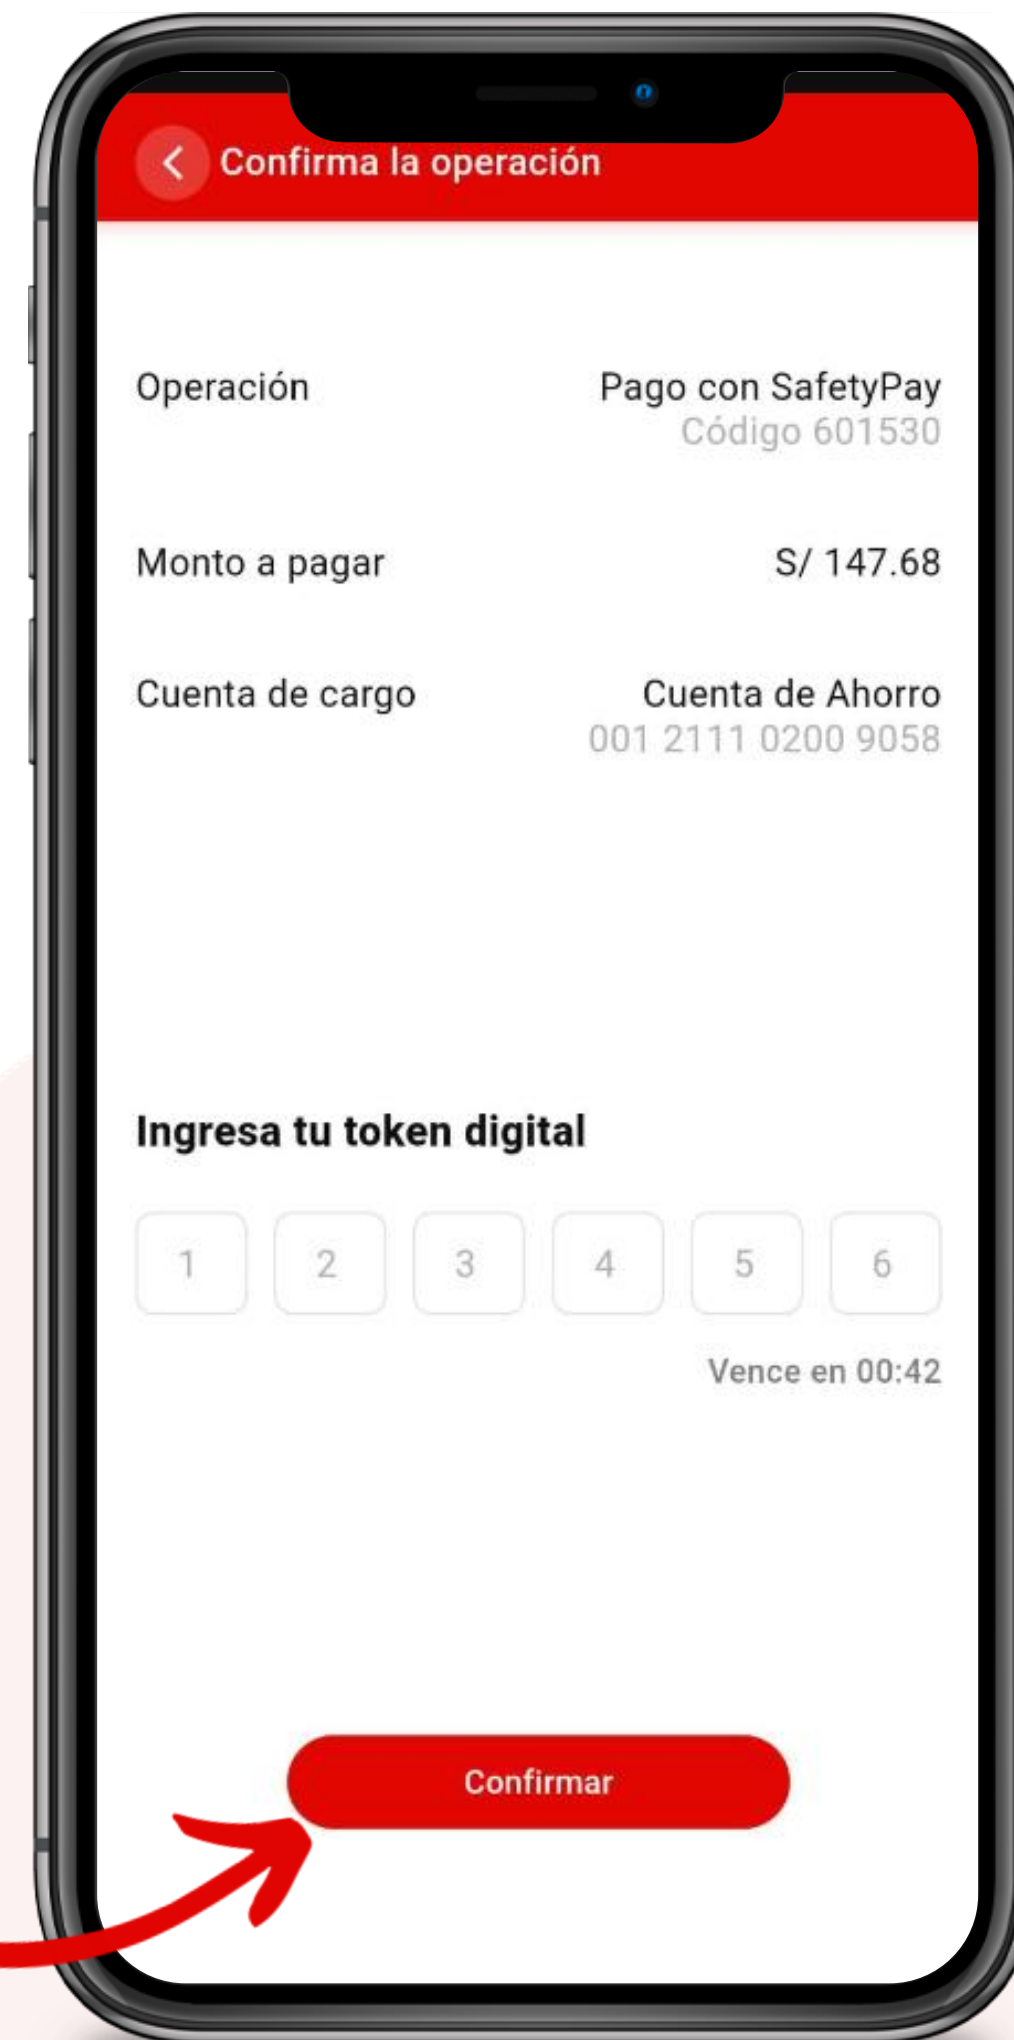 Confirma la operación
Operación
Pago con SafetyPay
Código 601530
Monto a pagar
S/ 147.68
Cuenta de cargo
Cuenta de Ahorro
001 2111 0200 9058
Ingresa tu token digital
1 2 3 4 5 6
Vence en 00:42
Confirmar